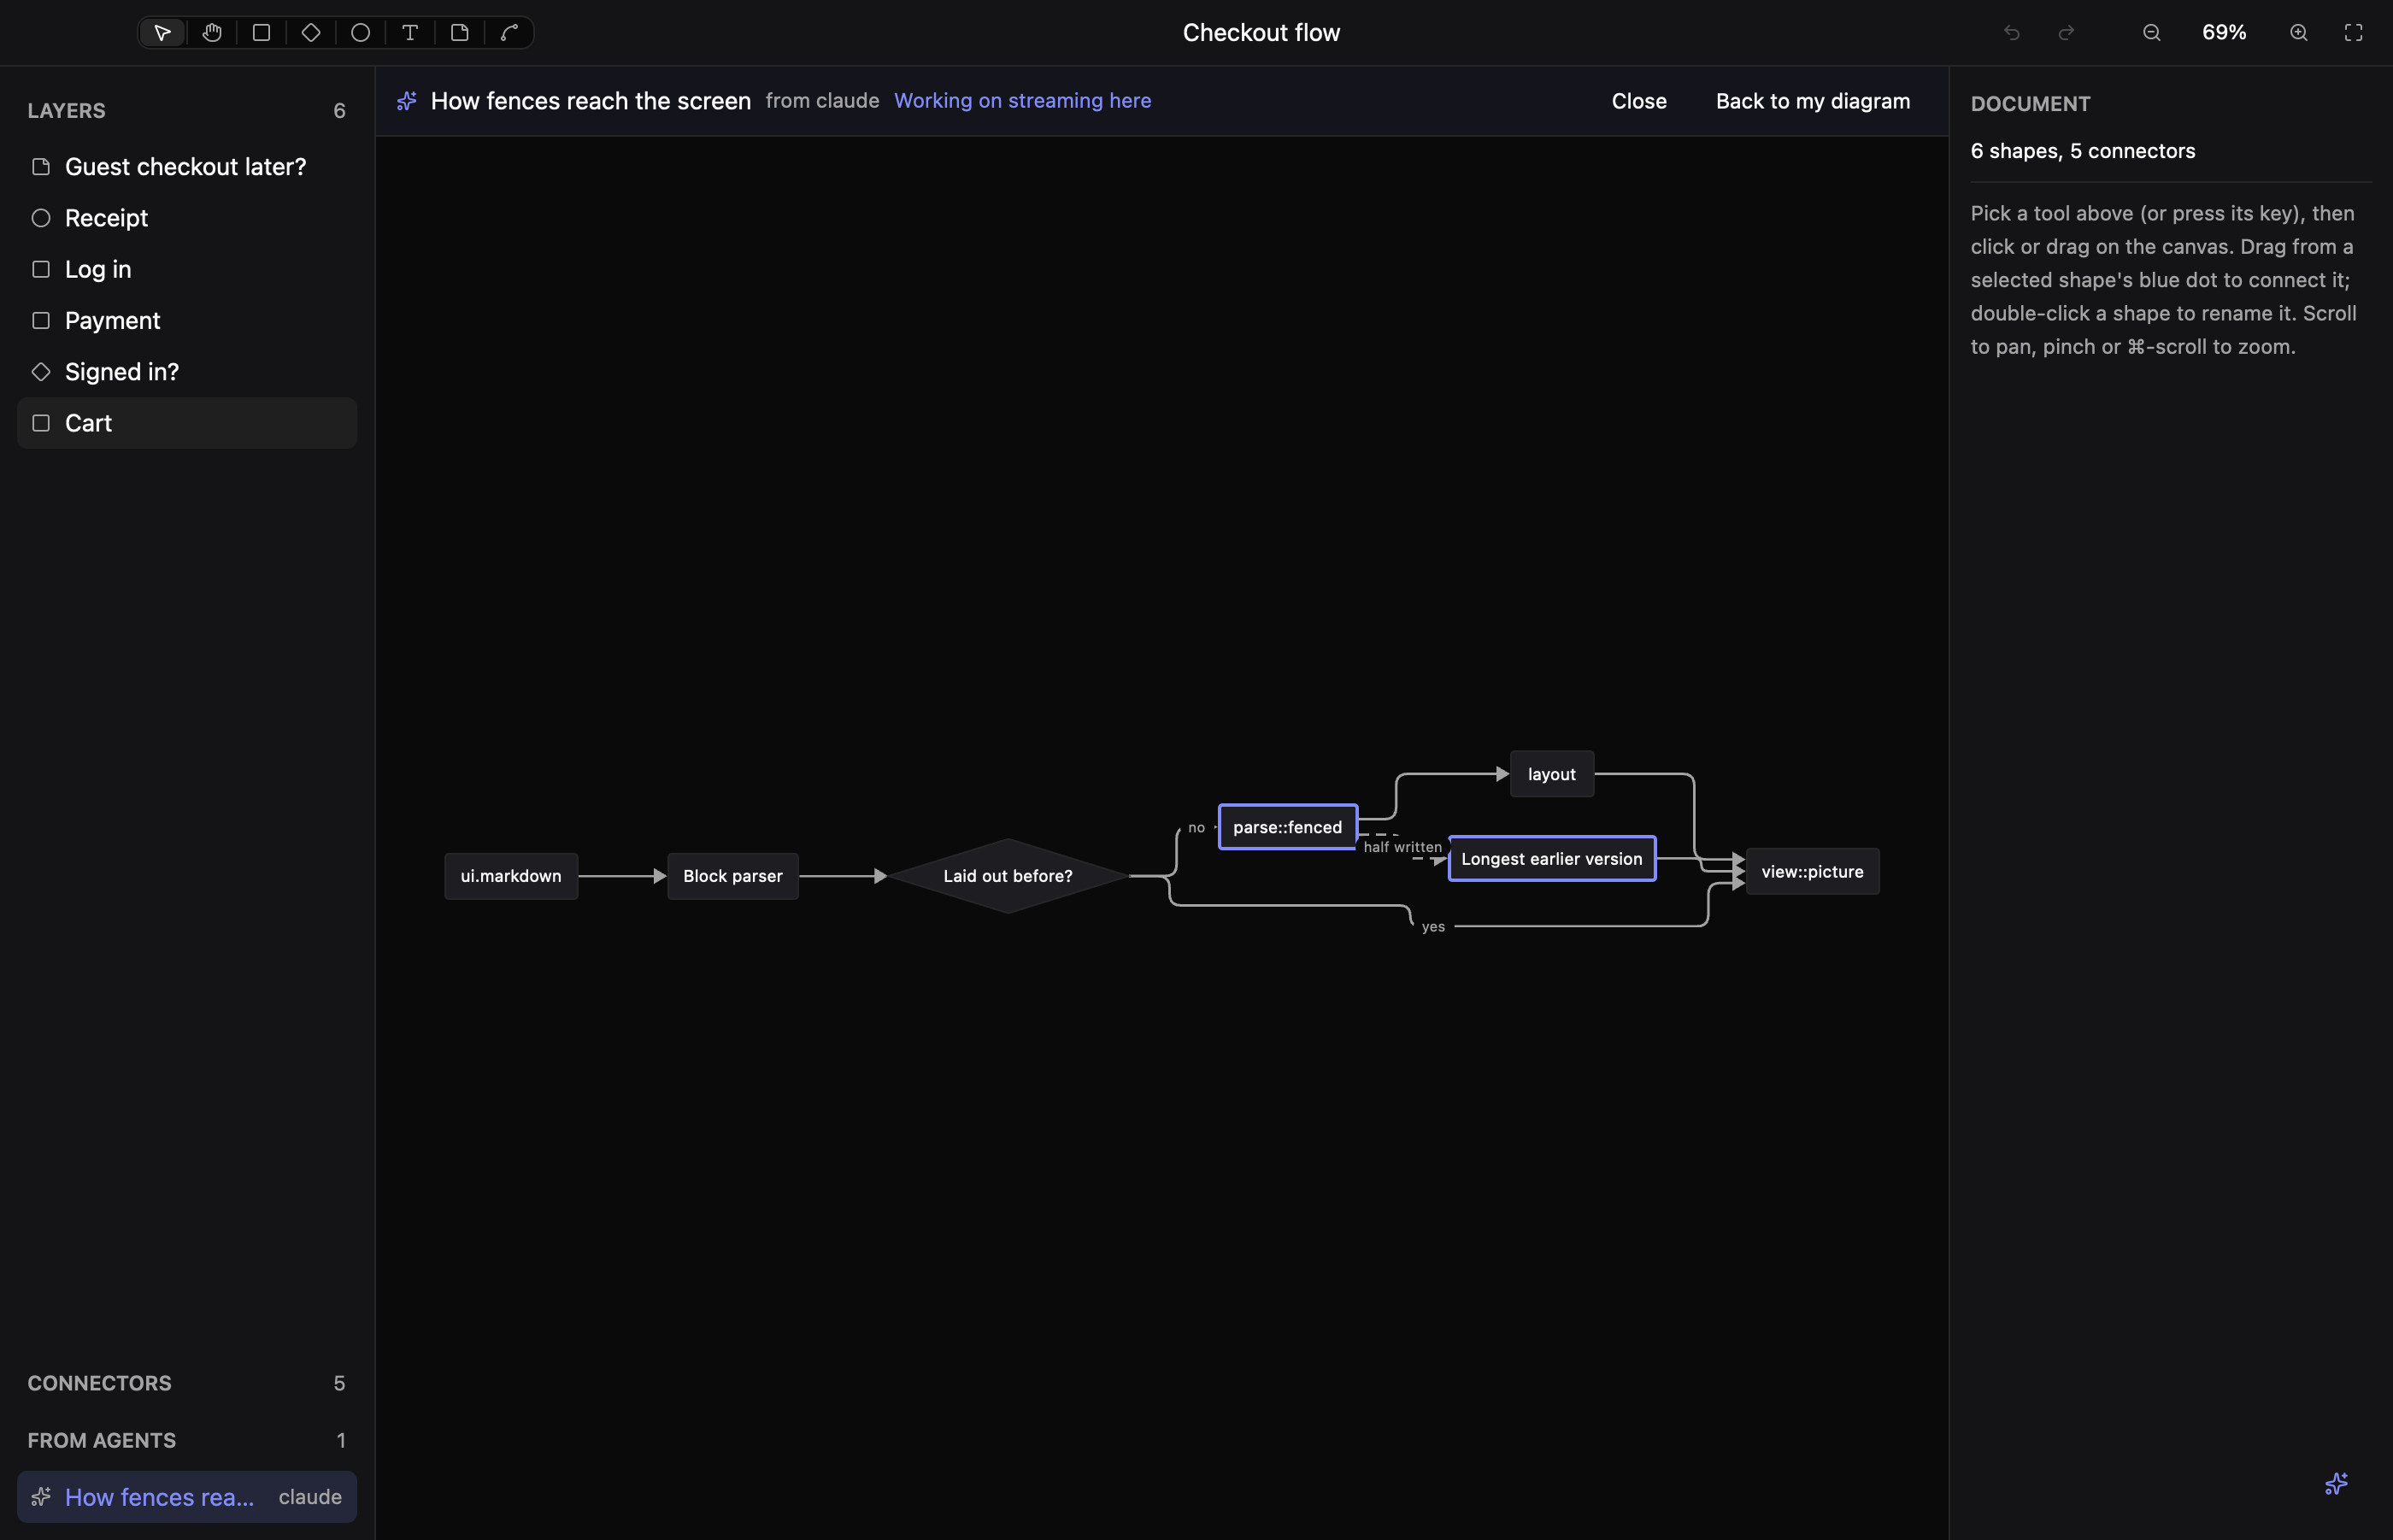 Checkout flow
69%
LAYERS 6
Guest checkout later?
Receipt
Log in
Payment
Signed in?
Cart
CONNECTORS 5
FROM AGENTS 1
How fences rea... claude
How fences reach the screen from claude Working on streaming here Close Back to my diagram
ui.markdown
Block parser
Laid out before?
no
parse::fenced
half written
layout
Longest earlier version
yes
view::picture
DOCUMENT
6 shapes, 5 connectors
Pick a tool above (or press its key), then
click or drag on the canvas. Drag from a
selected shape's blue dot to connect it;
double-click a shape to rename it. Scroll
to pan, pinch or ⌘-scroll to zoom.